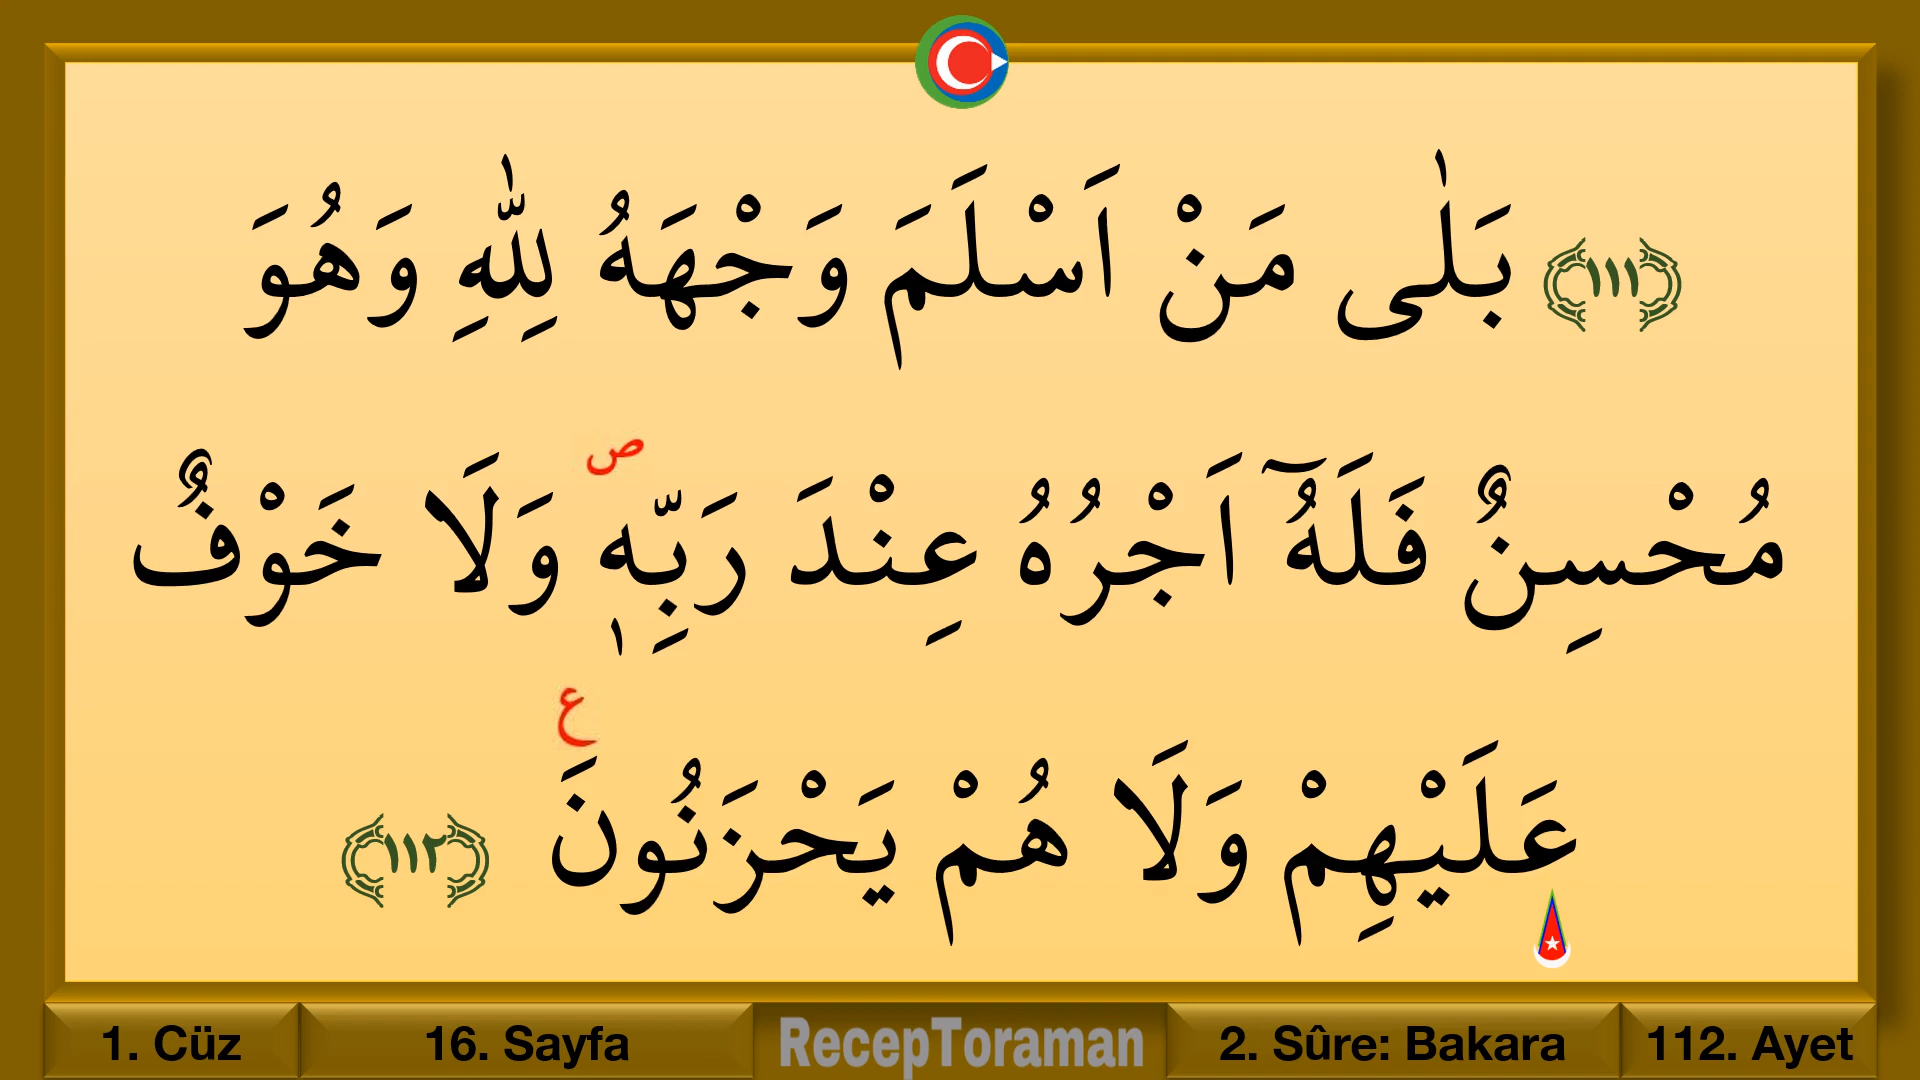 ﴿١١١﴾ بَلٰى مَنْ اَسْلَمَ وَجْهَهُ لِلّٰهِ وَهُوَ
مُحْسِنٌ فَلَهُٓ اَجْرُهُ عِنْدَ رَبِّهٖ ص وَلَا خَوْفٌ
عَلَيْهِمْ وَلَا هُمْ يَحْزَنُونَ ع ﴿١١٢﴾
1. Cüz
16. Sayfa
RecepToraman
2. Sûre: Bakara
112. Ayet